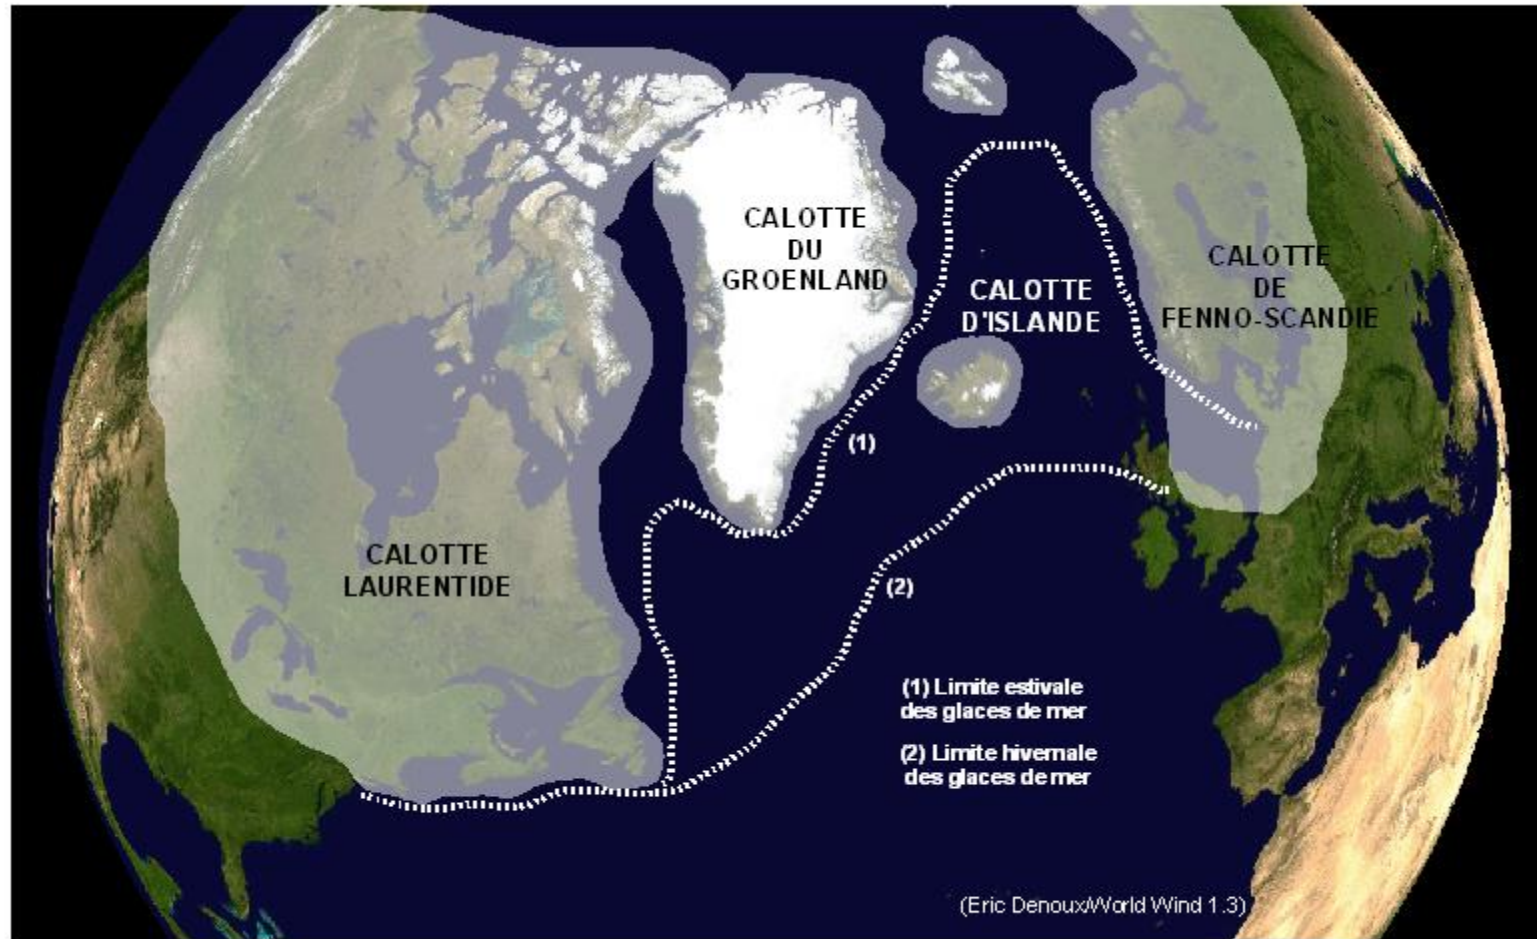 CALOTTE
DU
GROENLAND
CALOTTE
D'ISLANDE
CALOTTE
DE
FENNO-SCANDIE
(1)
CALOTTE
LAURENTIDE
(2)
(1) Limite estivale
des glaces de mer
(2) Limite hivernale
des glaces de mer
(Eric Denoux/World Wind 1.3)